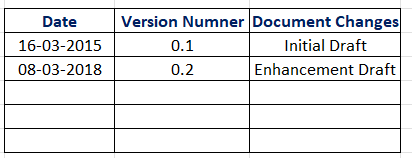 Date Version Numner Document Changes
16-03-2015 0.1 Initial Draft
08-03-2018 0.2 Enhancement Draft